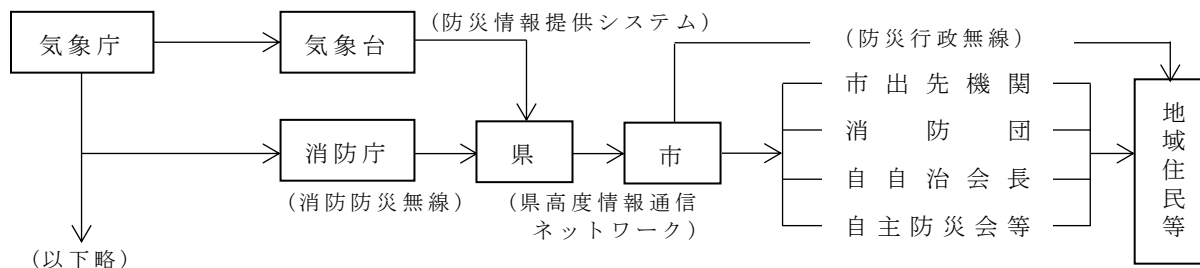 気象庁
気象台
(防災情報提供システム)
(防災行政無線)
市出先機関
消防団
自自治会長
自主防災会等
地域住民等
消防庁
県
市
(消防防災無線)
(県高度情報通信
ネットワーク)
(以下略)